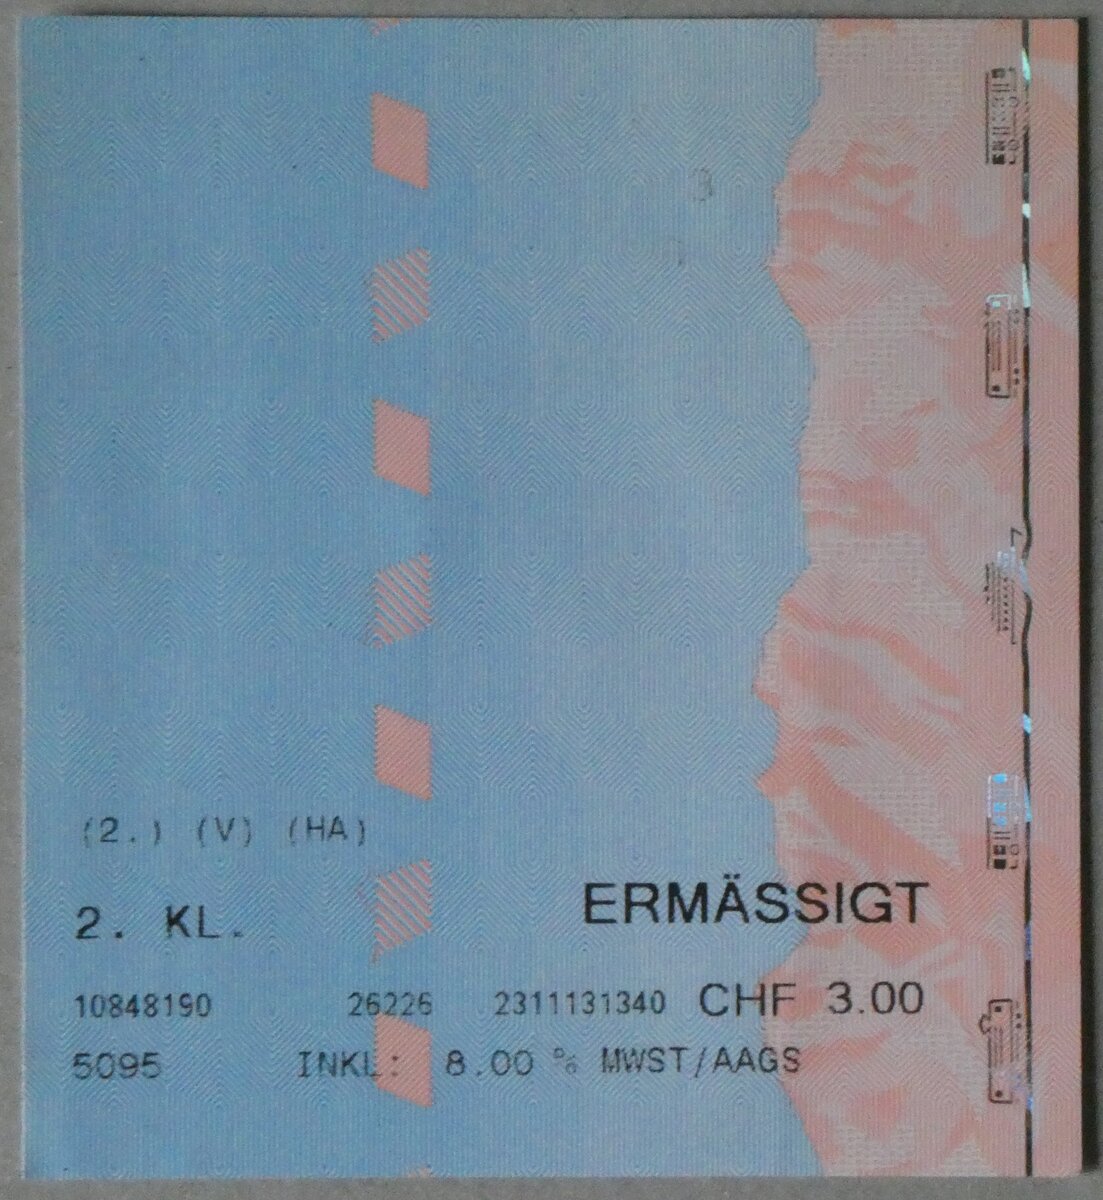 (2.) (V) (HA)
2. KL. ERMÄSSIGT
10848190 26226 2311131340 CHF 3.00
5095 INKL: 8.00 % MWST/AAGS